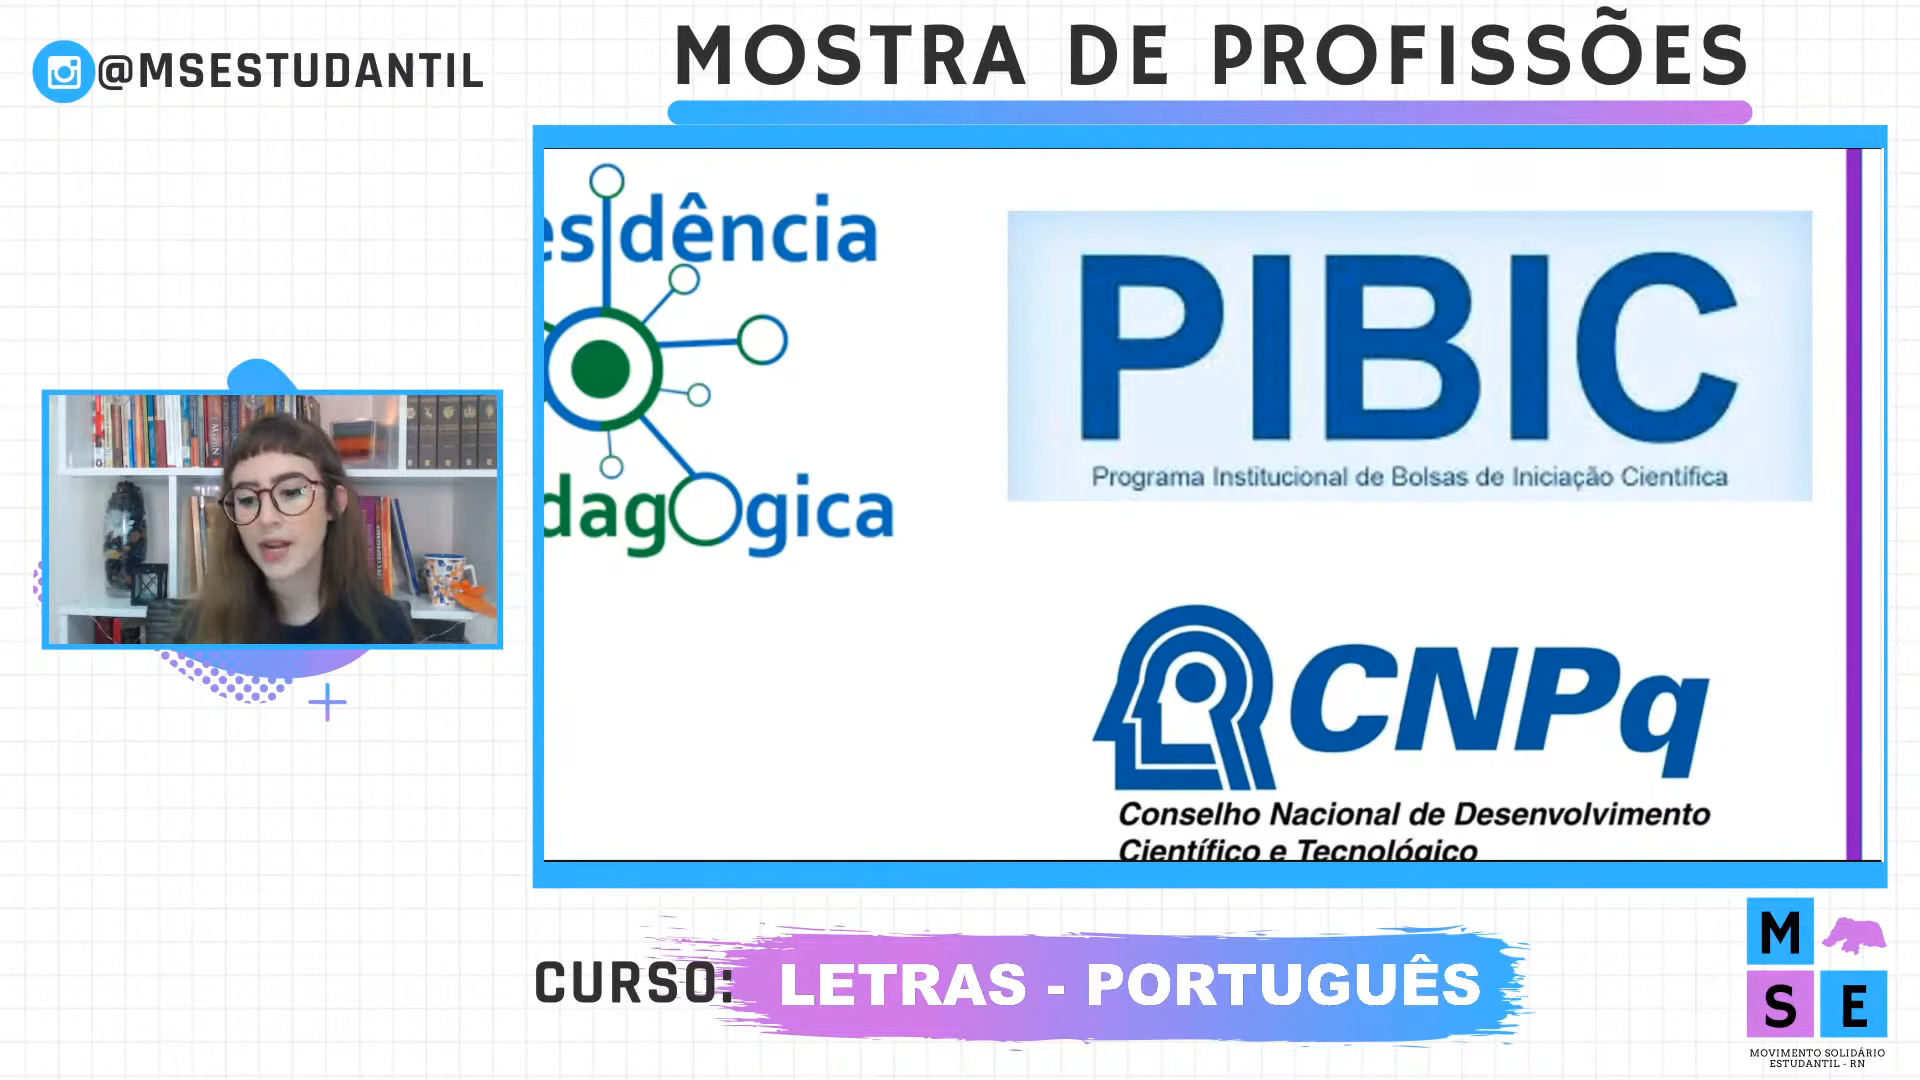 @MSESTUDANTIL
MOSTRA DE PROFISSÕES
esidência
dagógica
PIBIC
Programa Institucional de Bolsas de Iniciação Científica
CNPq
Conselho Nacional de Desenvolvimento
Científico e Tecnológico
CURSO: LETRAS - PORTUGUÊS
M
S E
MOVIMENTO SOLIDÁRIO
ESTUDANTIL - RN